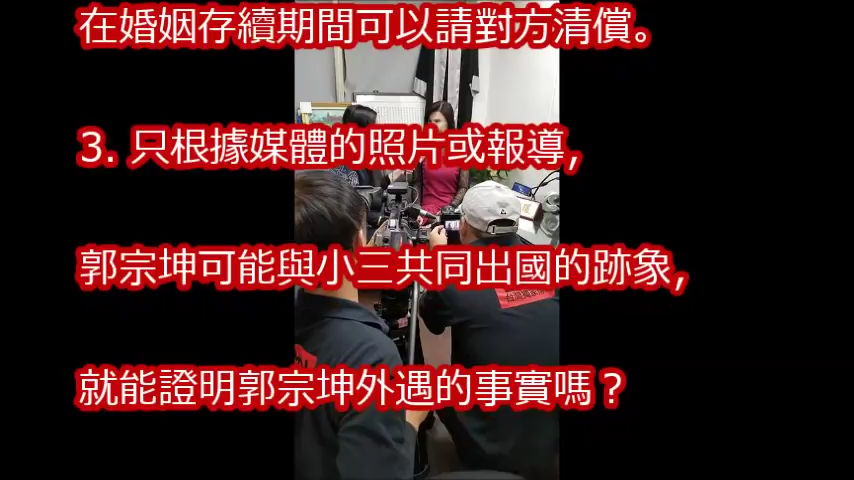 在婚姻存續期間可以請對方清償。
3. 只根據媒體的照片或報導，
郭宗坤可能與小三共同出國的跡象，
就能證明郭宗坤外遇的事實嗎？